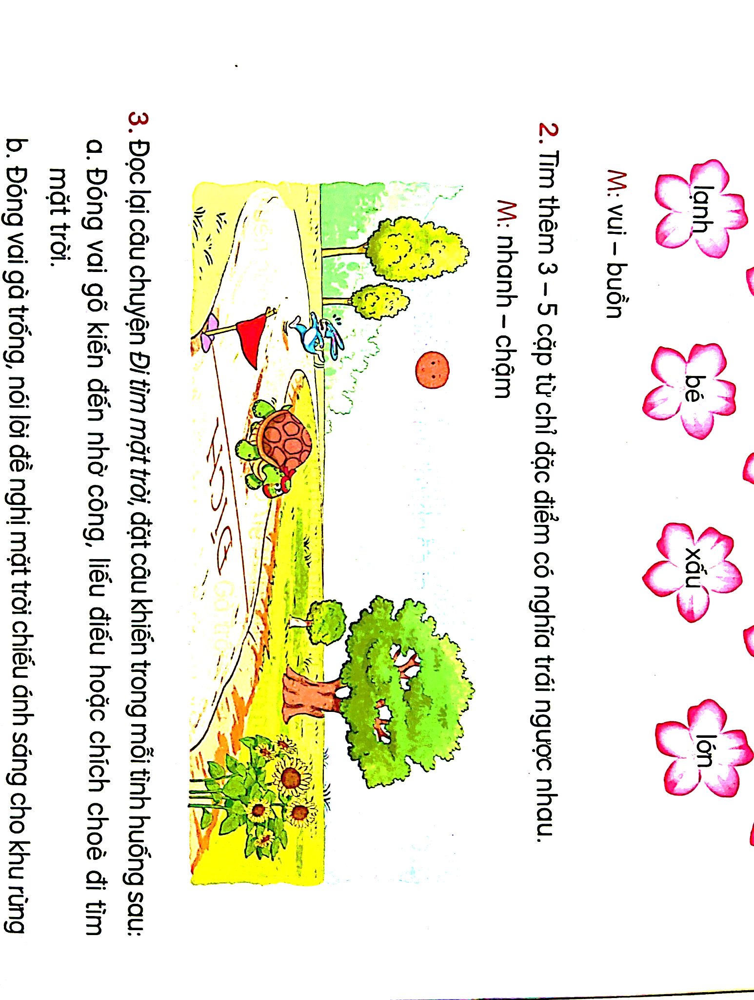 lạnh bé xấu lớn
M: vui – buồn
2. Tìm thêm 3 – 5 cặp từ chỉ đặc điểm có nghĩa trái ngược nhau.
M: nhanh – chậm
ĐÍCH
3. Đọc lại câu chuyện Đi tìm mặt trời, đặt câu khiến trong mỗi tình huống sau:
a. Đóng vai gõ kiến đến nhờ công, liếu điếu hoặc chích choè đi tìm
mặt trời.
b. Đóng vai gà trống, nói lời đề nghị mặt trời chiếu ánh sáng cho khu rừng